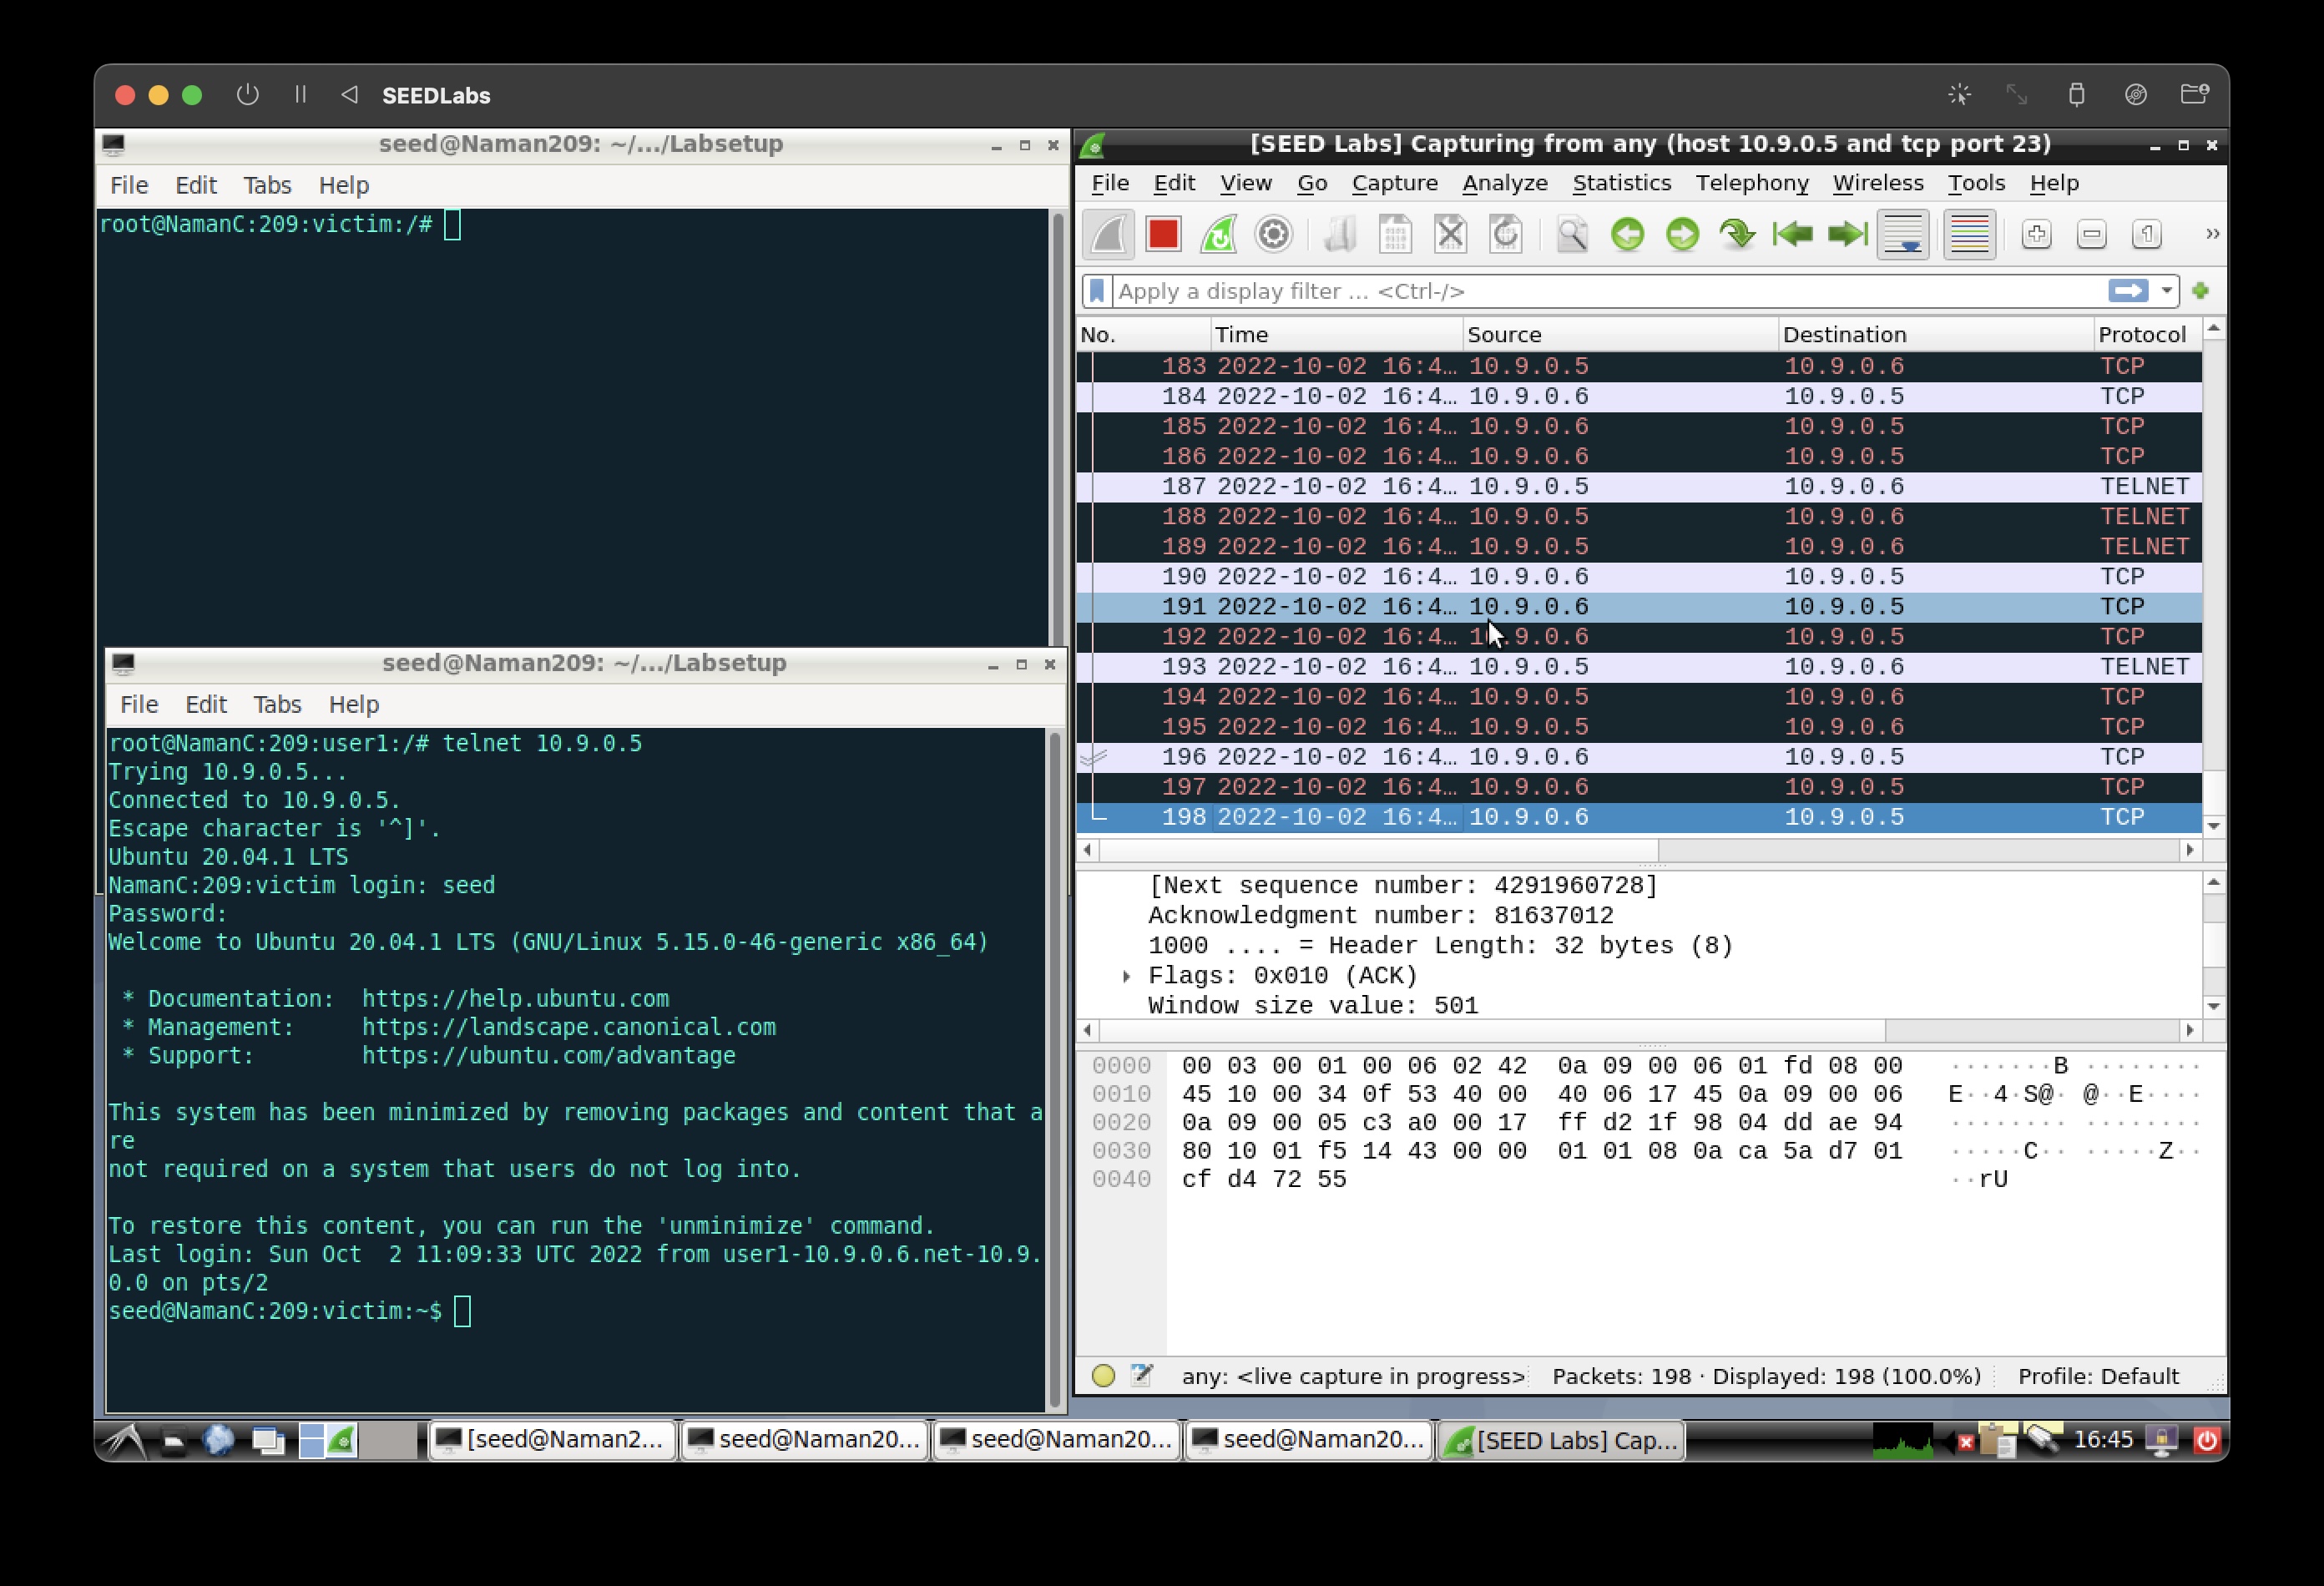 SEEDLabs
seed@Naman209: ~/.../Labsetup
File Edit Tabs Help
root@NamanC:209:victim:/#
seed@Naman209: ~/.../Labsetup
File Edit Tabs Help
root@NamanC:209:user1:/# telnet 10.9.0.5
Trying 10.9.0.5...
Connected to 10.9.0.5.
Escape character is '^]'.
Ubuntu 20.04.1 LTS
NamanC:209:victim login: seed
Password:
Welcome to Ubuntu 20.04.1 LTS (GNU/Linux 5.15.0-46-generic x86_64)
* Documentation:  https://help.ubuntu.com
* Management:     https://landscape.canonical.com
* Support:        https://ubuntu.com/advantage
This system has been minimized by removing packages and content that a
re
not required on a system that users do not log into.
To restore this content, you can run the 'unminimize' command.
Last login: Sun Oct  2 11:09:33 UTC 2022 from user1-10.9.0.6.net-10.9.
0.0 on pts/2
seed@NamanC:209:victim:~$
[SEED Labs] Capturing from any (host 10.9.0.5 and tcp port 23)
File Edit View Go Capture Analyze Statistics Telephony Wireless Tools Help
Apply a display filter ... <Ctrl-/>
No. Time Source Destination Protocol
183 2022-10-02 16:4… 10.9.0.5 10.9.0.6 TCP
184 2022-10-02 16:4… 10.9.0.6 10.9.0.5 TCP
185 2022-10-02 16:4… 10.9.0.6 10.9.0.5 TCP
186 2022-10-02 16:4… 10.9.0.6 10.9.0.5 TCP
187 2022-10-02 16:4… 10.9.0.5 10.9.0.6 TELNET
188 2022-10-02 16:4… 10.9.0.5 10.9.0.6 TELNET
189 2022-10-02 16:4… 10.9.0.5 10.9.0.6 TELNET
190 2022-10-02 16:4… 10.9.0.6 10.9.0.5 TCP
191 2022-10-02 16:4… 10.9.0.6 10.9.0.5 TCP
192 2022-10-02 16:4… 10.9.0.6 10.9.0.5 TCP
193 2022-10-02 16:4… 10.9.0.5 10.9.0.6 TELNET
194 2022-10-02 16:4… 10.9.0.5 10.9.0.6 TCP
195 2022-10-02 16:4… 10.9.0.5 10.9.0.6 TCP
196 2022-10-02 16:4… 10.9.0.6 10.9.0.5 TCP
197 2022-10-02 16:4… 10.9.0.6 10.9.0.5 TCP
198 2022-10-02 16:4… 10.9.0.6 10.9.0.5 TCP
[Next sequence number: 4291960728]
Acknowledgment number: 81637012
1000 .... = Header Length: 32 bytes (8)
Flags: 0x010 (ACK)
Window size value: 501
0000 00 03 00 01 00 06 02 42 0a 09 00 06 01 fd 08 00 ·······B ········
0010 45 10 00 34 0f 53 40 00 40 06 17 45 0a 09 00 06 E··4·S@· @··E····
0020 0a 09 00 05 c3 a0 00 17 ff d2 1f 98 04 dd ae 94 ········ ········
0030 80 10 01 f5 14 43 00 00 01 01 08 0a ca 5a d7 01 ·····C·· ·····Z··
0040 cf d4 72 55 ··rU
any: <live capture in progress> Packets: 198 · Displayed: 198 (100.0%) Profile: Default
[seed@Naman2... seed@Naman20... seed@Naman20... seed@Naman20... [SEED Labs] Cap... 16:45